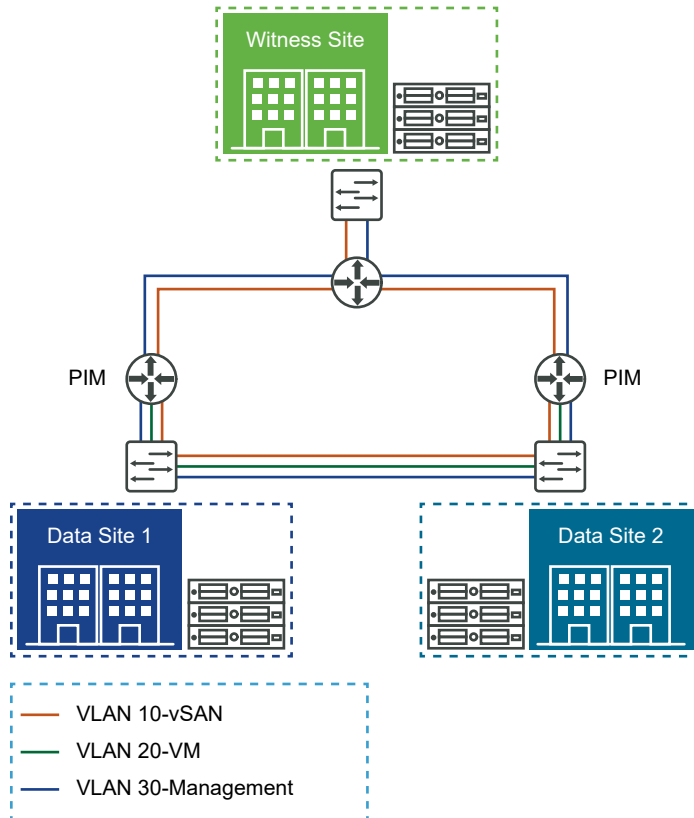 Witness Site
PIM
PIM
Data Site 1
Data Site 2
VLAN 10-vSAN
VLAN 20-VM
VLAN 30-Management